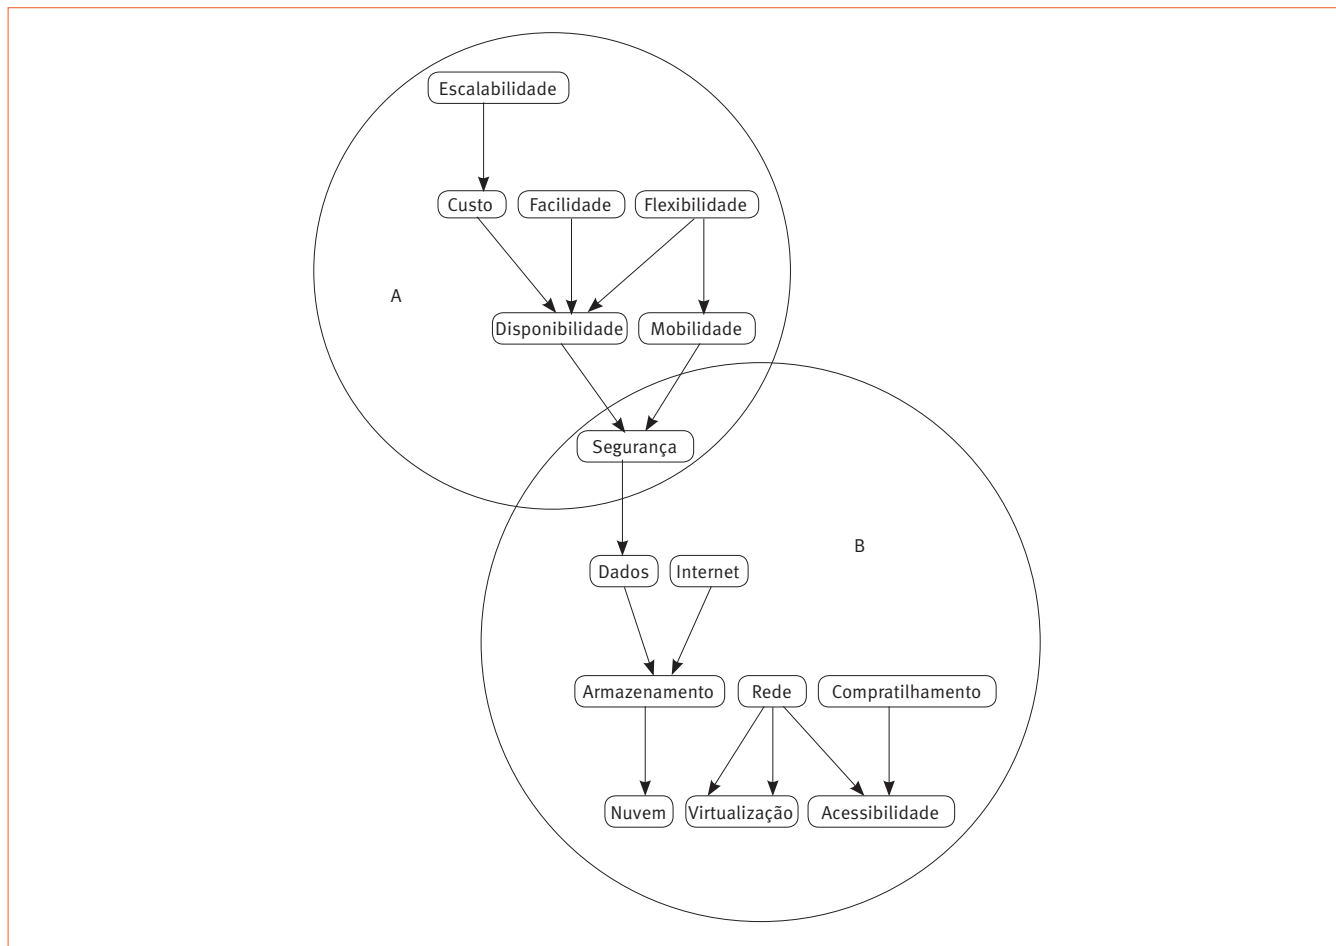 Escalabilidade
Custo
Facilidade
Flexibilidade
A
Disponibilidade
Mobilidade
Segurança
B
Dados
Internet
Armazenamento
Rede
Compratilhamento
Nuvem
Virtualização
Acessibilidade